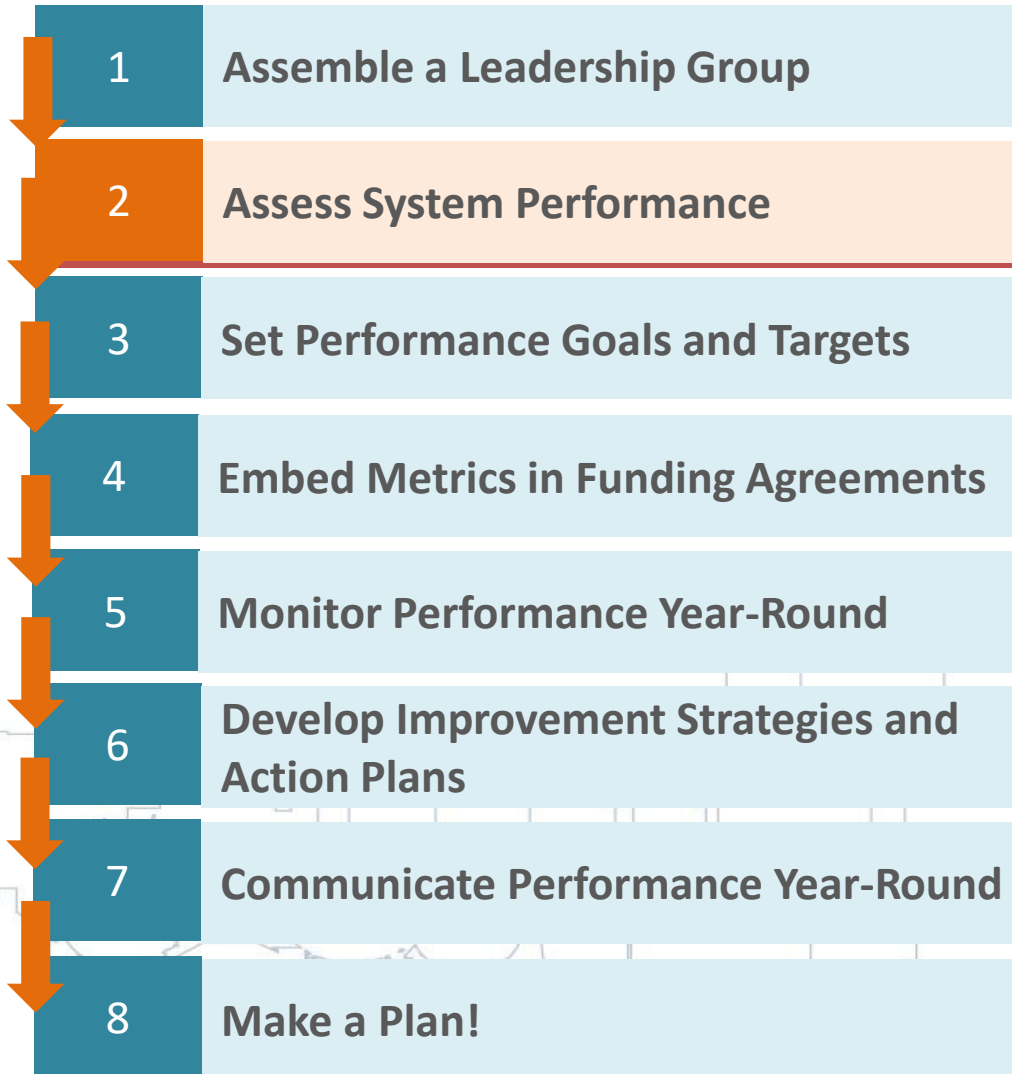 1 Assemble a Leadership Group
2 Assess System Performance
3 Set Performance Goals and Targets
4 Embed Metrics in Funding Agreements
5 Monitor Performance Year-Round
6 Develop Improvement Strategies and
Action Plans
7 Communicate Performance Year-Round
8 Make a Plan!